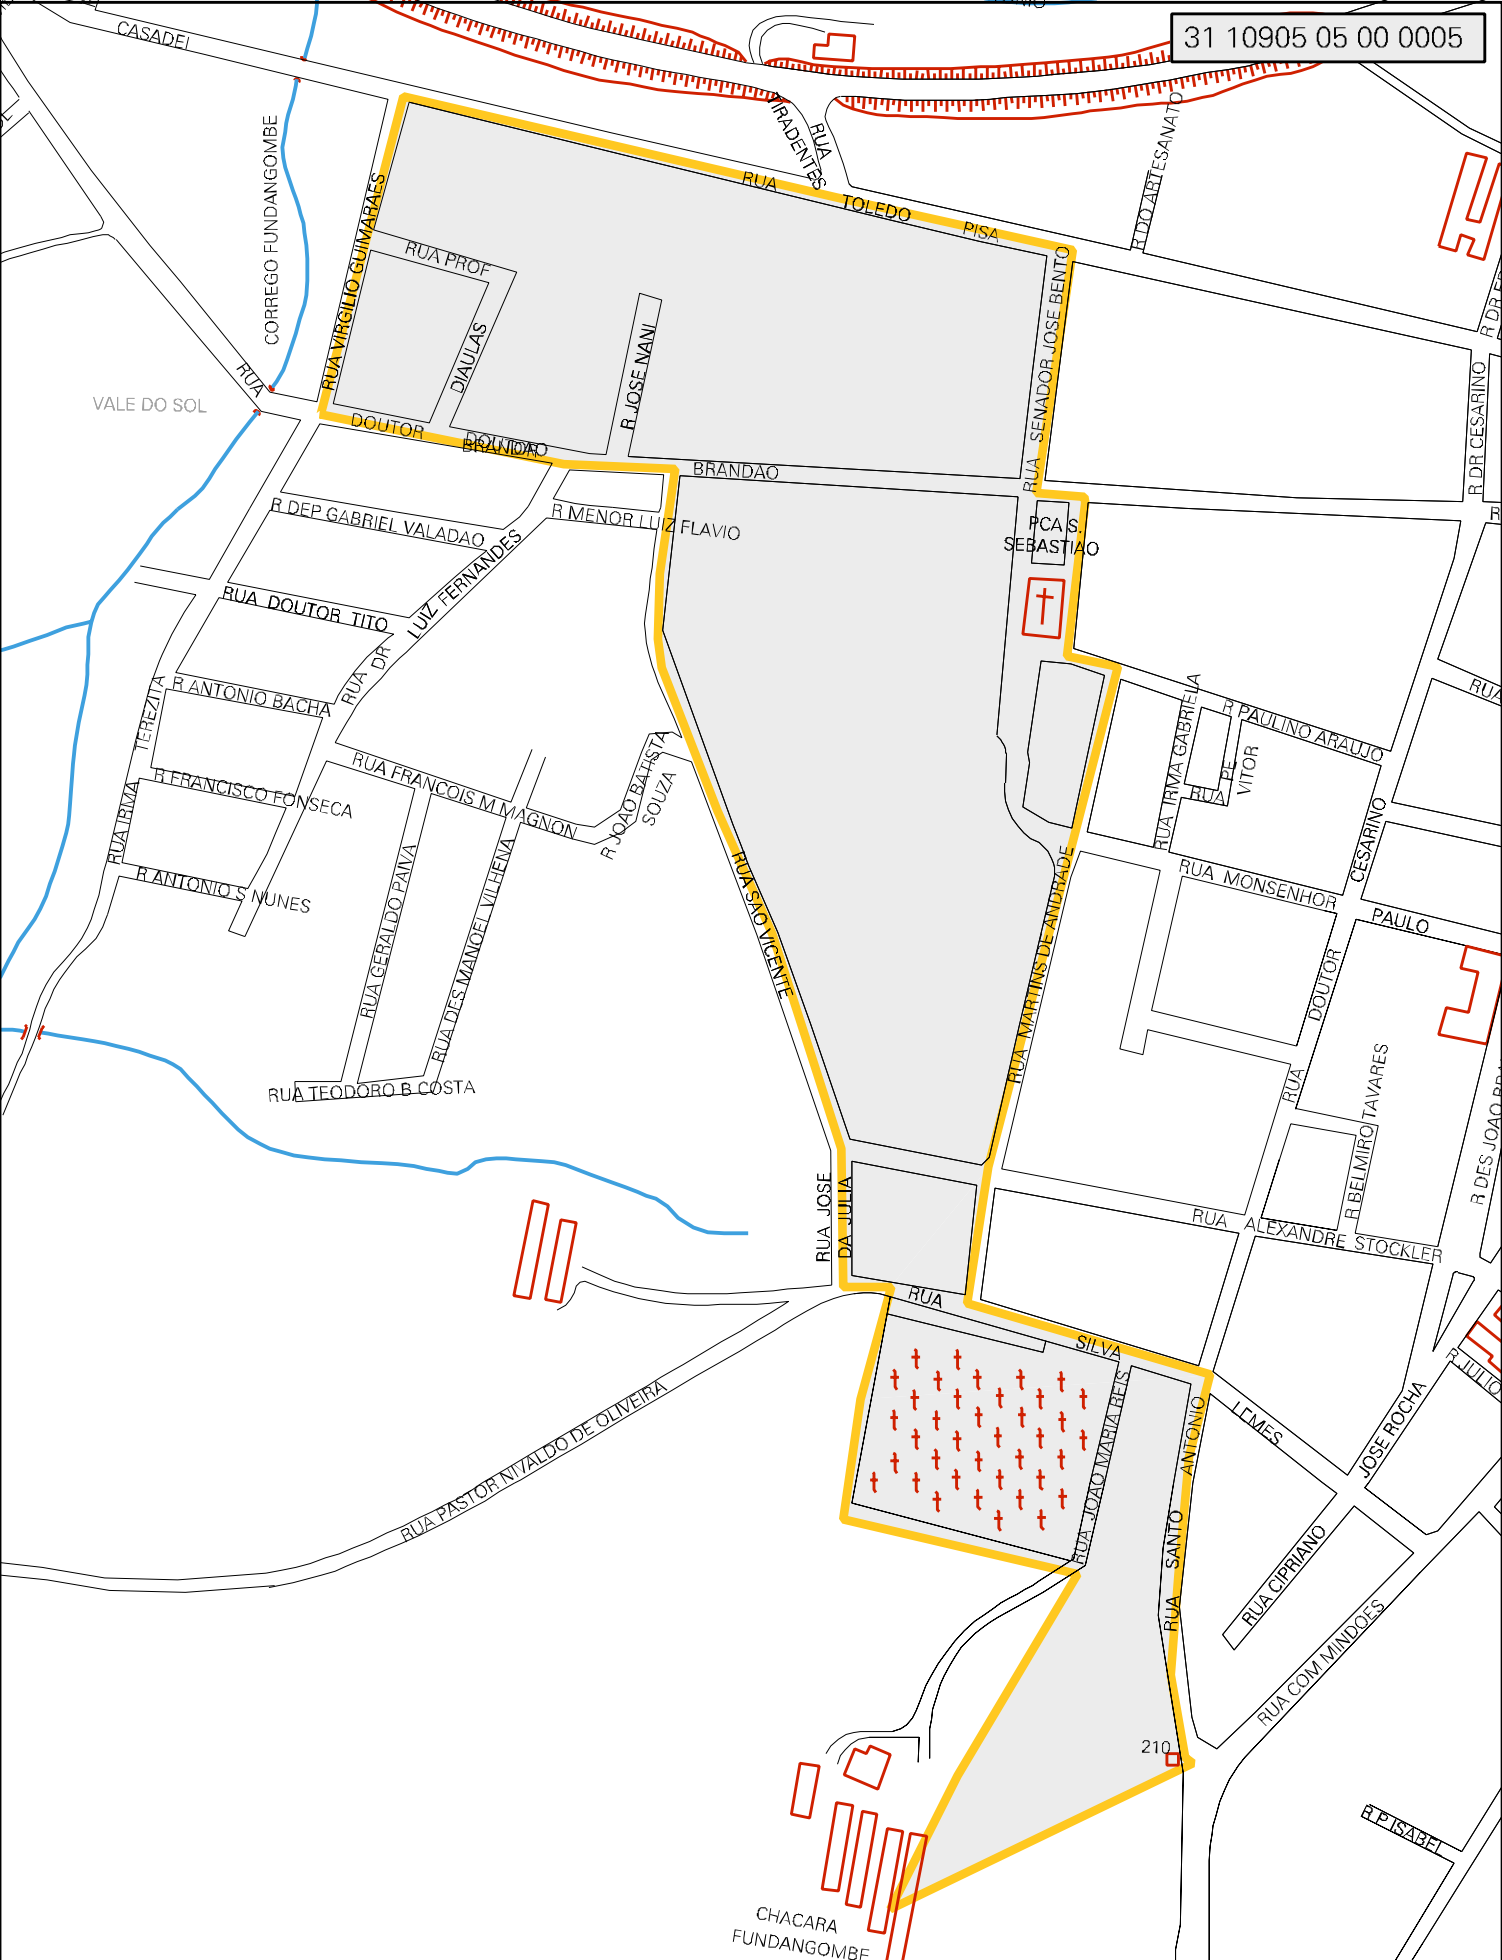 31 10905 05 00 0005
CASADEI
CORREGO FUNDANGOMBE
TIRADENTES
RUA
R DO ARTESANATO
RUA
TOLEDO
PISA
RUA VIRGILIO GUIMARAES
RUA PROF
DIAULAS
R JOSE NANI
RUA SENADOR JOSE BENTO
R DR CESARINO
RUA
VALE DO SOL
DOUTOR
BRANDAO
BRANDAO
R DEP GABRIEL VALADAO
R MENOR LUIZ FLAVIO
PCA S.
SEBASTIAO
RUA DOUTOR TITO
RUA DR
LUIZ FERNANDES
R ANTONIO BACHA
RUA IRMA
TEREZITA
R FRANCISCO FONSECA
RUA FRANCOIS M MAGNON
R JOAO BATISTA
SOUZA
R ANTONIO S NUNES
RUA GERALDO PAIVA
RUA DES MANOEL VILHENA
RUA TEODORO B COSTA
RUA SAO VICENTE
RUA MARTINS DE ANDRADE
RUA IRMA GABRIELA
R PAULINO ARAUJO
RUA
PE
VITOR
RUA
RUA MONSENHOR
PAULO
CESARINO
DOUTOR
RUA
R BELMIRO TAVARES
RUA ALEXANDRE STOCKLER
RUA JOSE
DA JULIA
RUA
SILVA
LEMES
RUA JOAO MARIA REIS
RUA SANTO ANTONIO
JOSE ROCHA
R JULIO
RUA PASTOR NIVALDO DE OLIVEIRA
RUA CIPRIANO
RUA COM MINDOES
210
R P ISABEL
CHACARA
FUNDANGOMBE